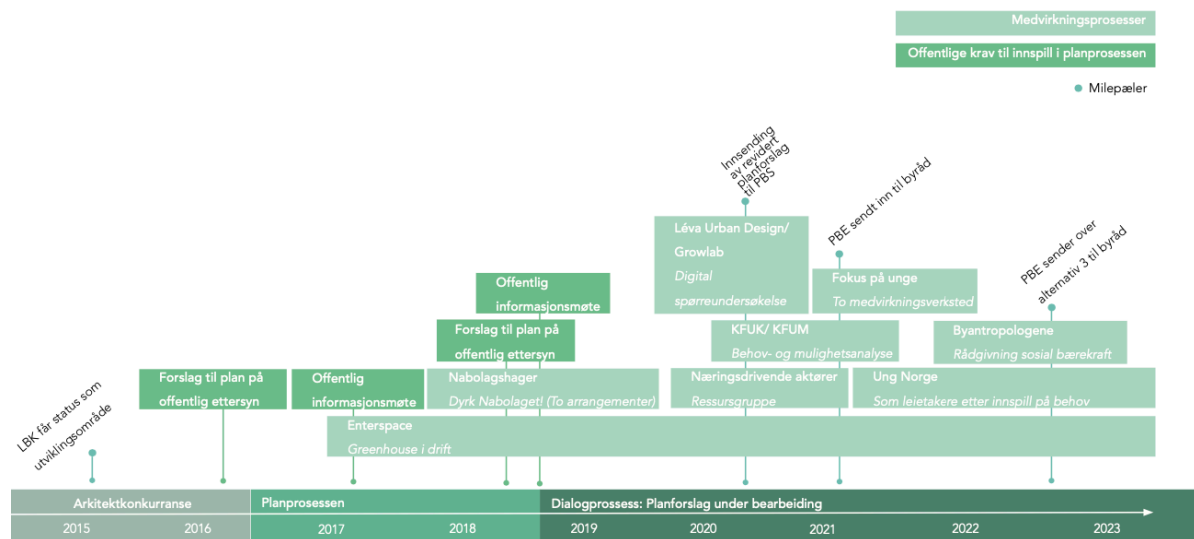 Medvirkningsprosesser
Offentlige krav til innspill i planprosessen
Milepæler
Innsending
av revidert
planforslag
til PBS
PBE sendt inn til byråd
PBE sender over
alternativ 3 til byråd
Léva Urban Design/
Growlab
Digital
spørreundersøkelse
Fokus på unge
To medvirkningsverksted
Offentlig
informasjonsmøte
Forslag til plan på
offentlig ettersyn
KFUK/ KFUM
Behov- og mulighetsanalyse
Byantropologene
Rådgivning sosial bærekraft
Forslag til plan på
offentlig ettersyn
Offentlig
informasjonsmøte
Nabolagshager
Dyrk Nabolaget! (To arrangementer)
Næringsdrivende aktører
Ressursgruppe
Ung Norge
Som leietakere etter innspill på behov
LBK får status som
utviklingsområde
Enterspace
Greenhouse i drift
Arkitektkonkurranse
Planprosessen
Dialogprossess: Planforslag under bearbeiding
2015
2016
2017
2018
2019
2020
2021
2022
2023